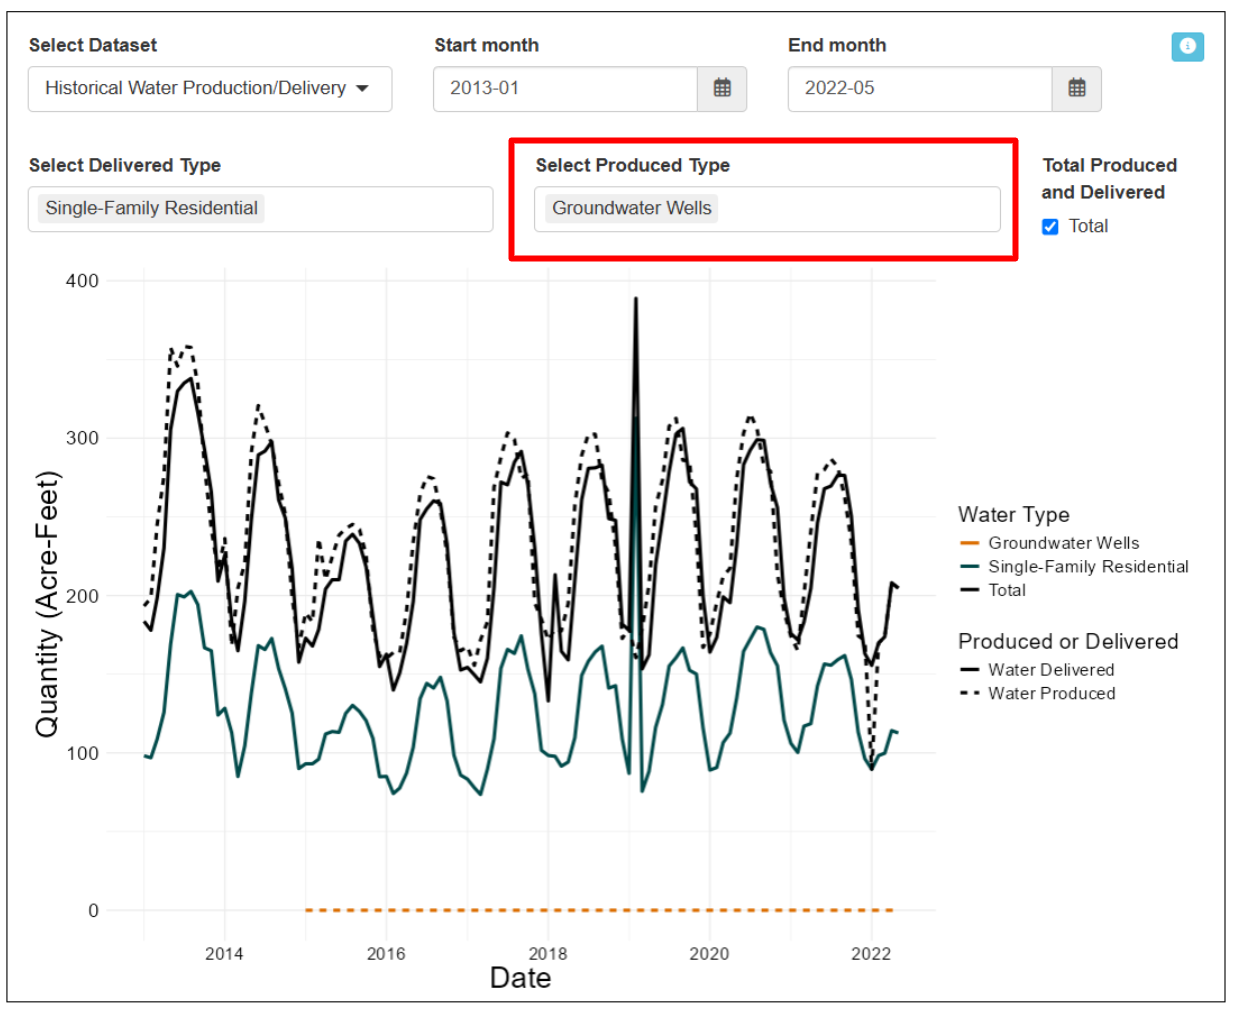 Select Dataset
Start month
End month
Historical Water Production/Delivery
2013-01
2022-05
Select Delivered Type
Select Produced Type
Total Produced
and Delivered
Single-Family Residential
Groundwater Wells
Total
400
300
200
100
0
Quantity (Acre-Feet)
2014
2016
2018
2020
2022
Date
Water Type
Groundwater Wells
Single-Family Residential
Total
Produced or Delivered
Water Delivered
Water Produced